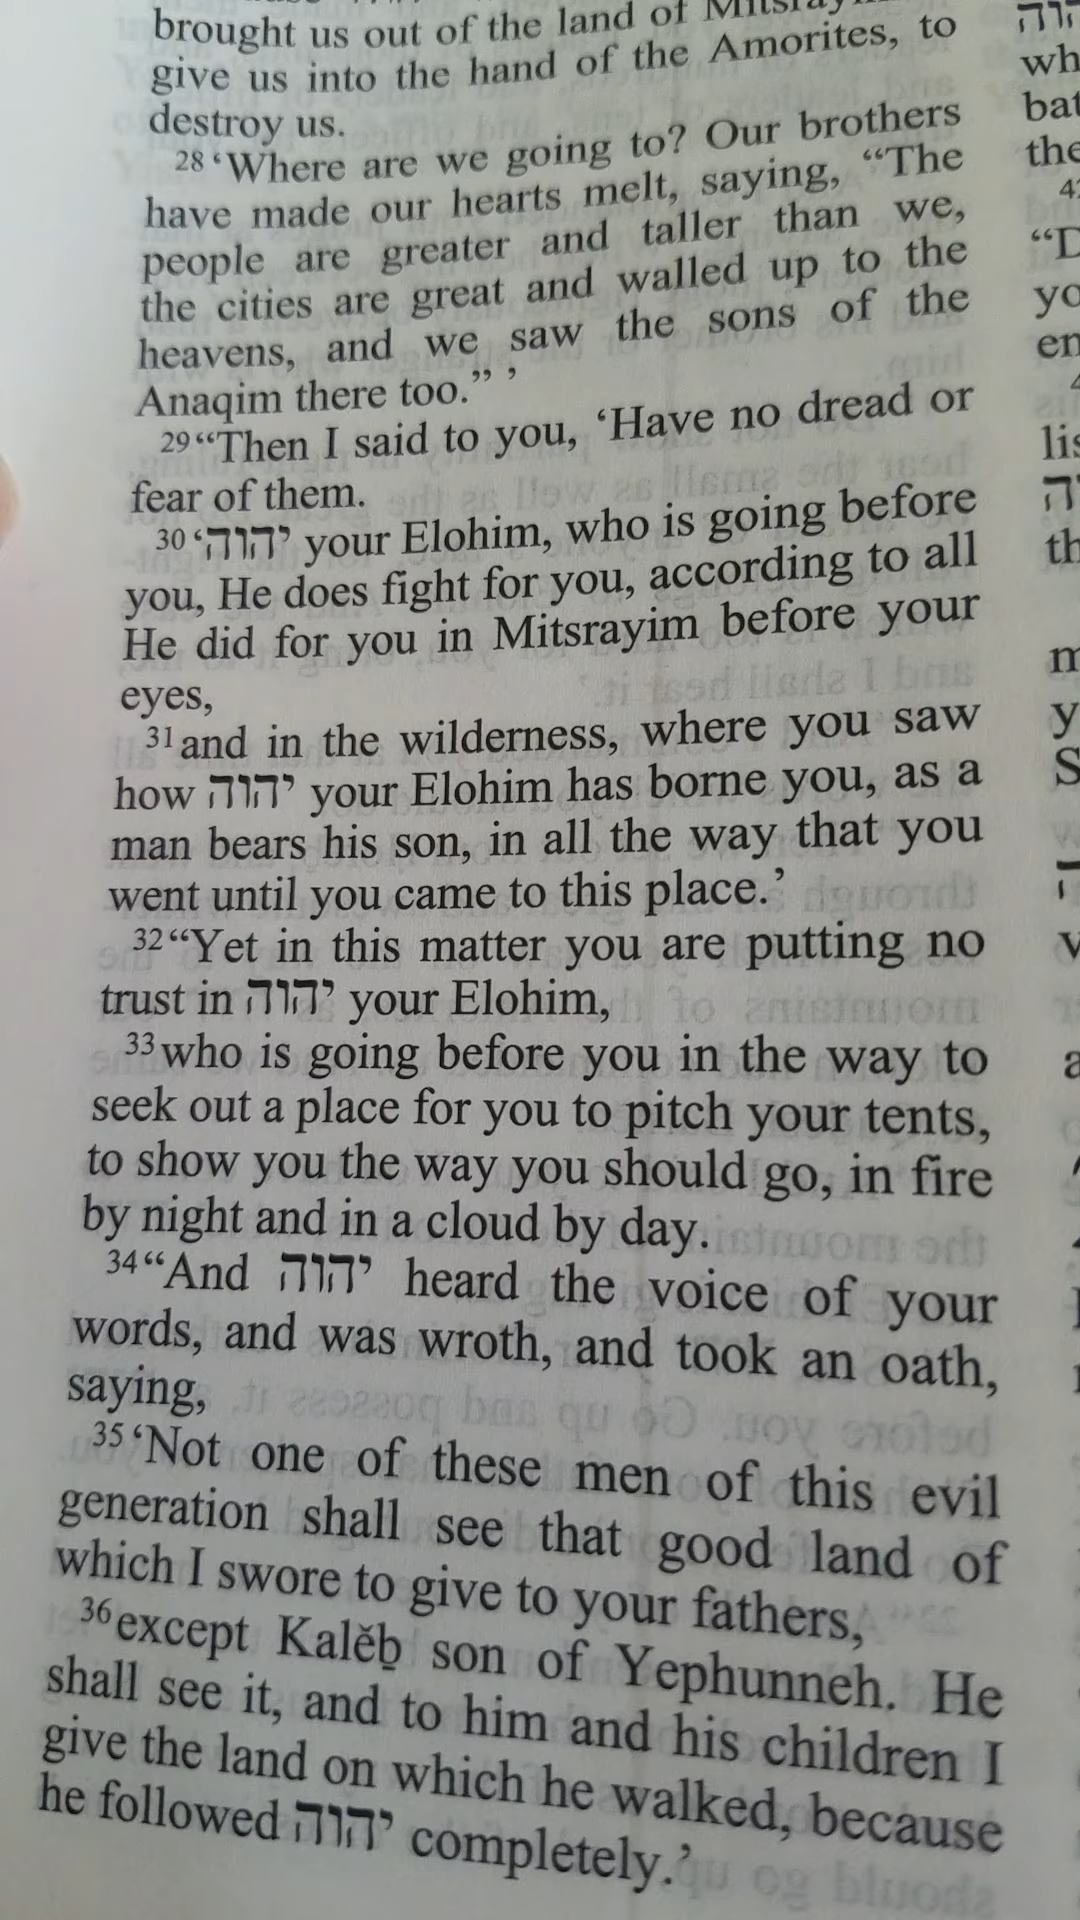 brought us out of the land of
give us into the hand of the Amorites, to
destroy us.
28 ‘Where are we going to? Our brothers
have made our hearts melt, saying, “The
people are greater and taller than we,
the cities are great and walled up to the
heavens, and we saw the sons of the
Anaqim there too.” ’
29 “Then I said to you, ‘Have no dread or
fear of them.
30 ‘יהוה your Elohim, who is going before
you, He does fight for you, according to all
He did for you in Mitsrayim before your
eyes,
31 and in the wilderness, where you saw
how יהוה your Elohim has borne you, as a
man bears his son, in all the way that you
went until you came to this place.’
32 “Yet in this matter you are putting no
trust in יהוה your Elohim,
33 who is going before you in the way to
seek out a place for you to pitch your tents,
to show you the way you should go, in fire
by night and in a cloud by day.
34 “And יהוה heard the voice of your
words, and was wroth, and took an oath,
saying,
35 ‘Not one of these men of this evil
generation shall see that good land of
which I swore to give to your fathers,
36 except Kalĕḇ son of Yephunneh. He
shall see it, and to him and his children I
give the land on which he walked, because
he followed יהוה completely.’